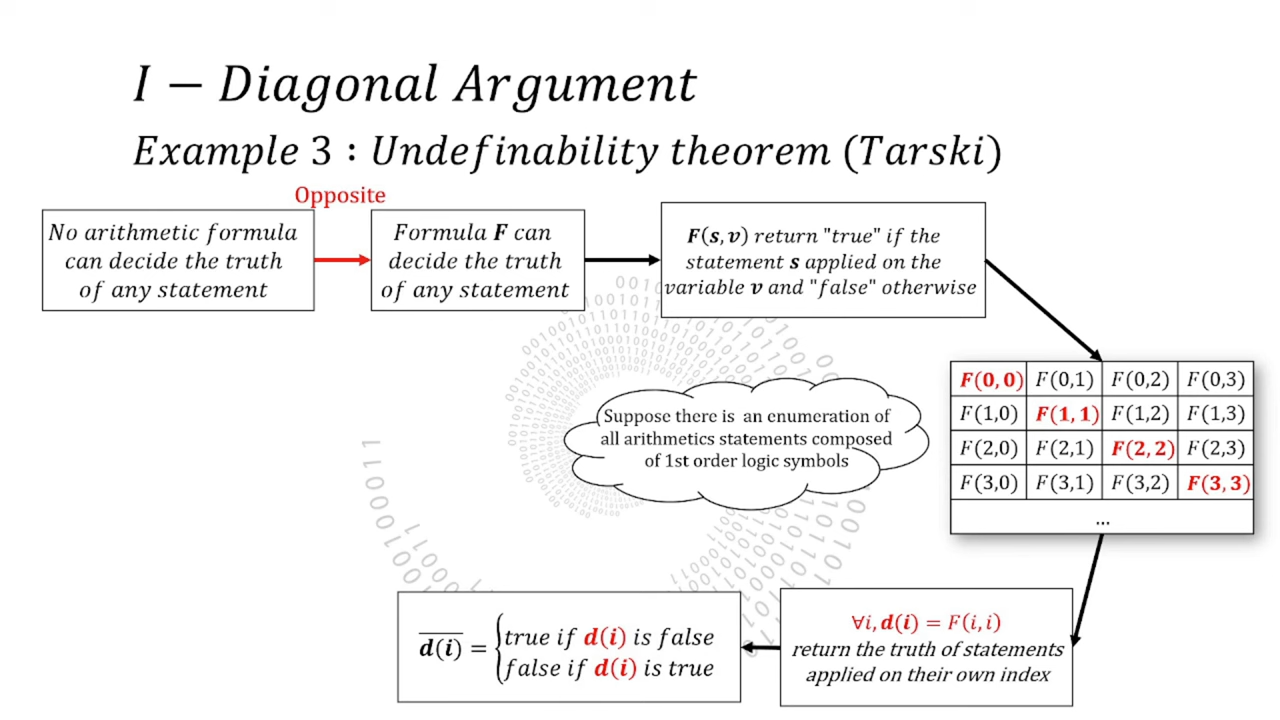 I − Diagonal Argument
Example 3 : Undefinability theorem (Tarski)
Opposite
No arithmetic formula
can decide the truth
of any statement
Formula F can
decide the truth
of any statement
F(s, v) return "true" if the
statement s applied on the
variable v and "false" otherwise
F(0, 0) F(0,1) F(0,2) F(0,3)
F(1,0) F(1, 1) F(1,2) F(1,3)
F(2,0) F(2,1) F(2, 2) F(2,3)
F(3,0) F(3,1) F(3,2) F(3, 3)
...
Suppose there is an enumeration of
all arithmetics statements composed
of 1st order logic symbols
∀i, d(i) = F(i, i)
return the truth of statements
applied on their own index
d(i) = {true if d(i) is false
false if d(i) is true